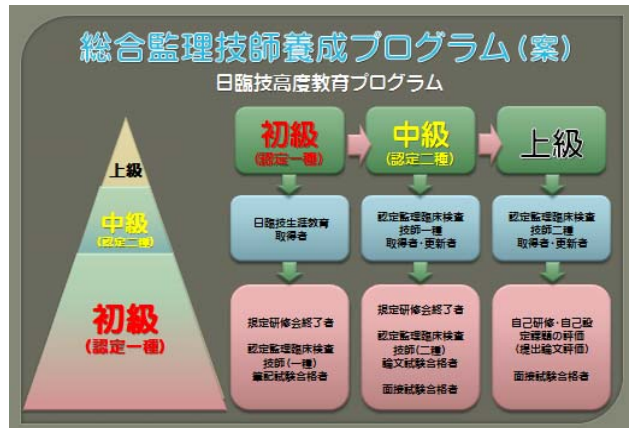 総合監理技師養成プログラム(案)
日臨技高度教育プログラム
上級
中級
(認定二種)
初級
(認定一種)
初級
(認定一種)
中級
(認定二種)
上級
日臨技生涯教育
取得者
認定監理臨床検査
技師一種
取得者・更新者
認定監理臨床検査
技師二種
取得者・更新者
規定研修会終了者
認定監理臨床検査
技師(一種)
筆記試験合格者
規定研修会終了者
認定監理臨床検査
技師(二種)
論文試験合格者
面接試験合格者
自己研修・自己設
定課題の評価
(提出論文評価)
面接試験合格者